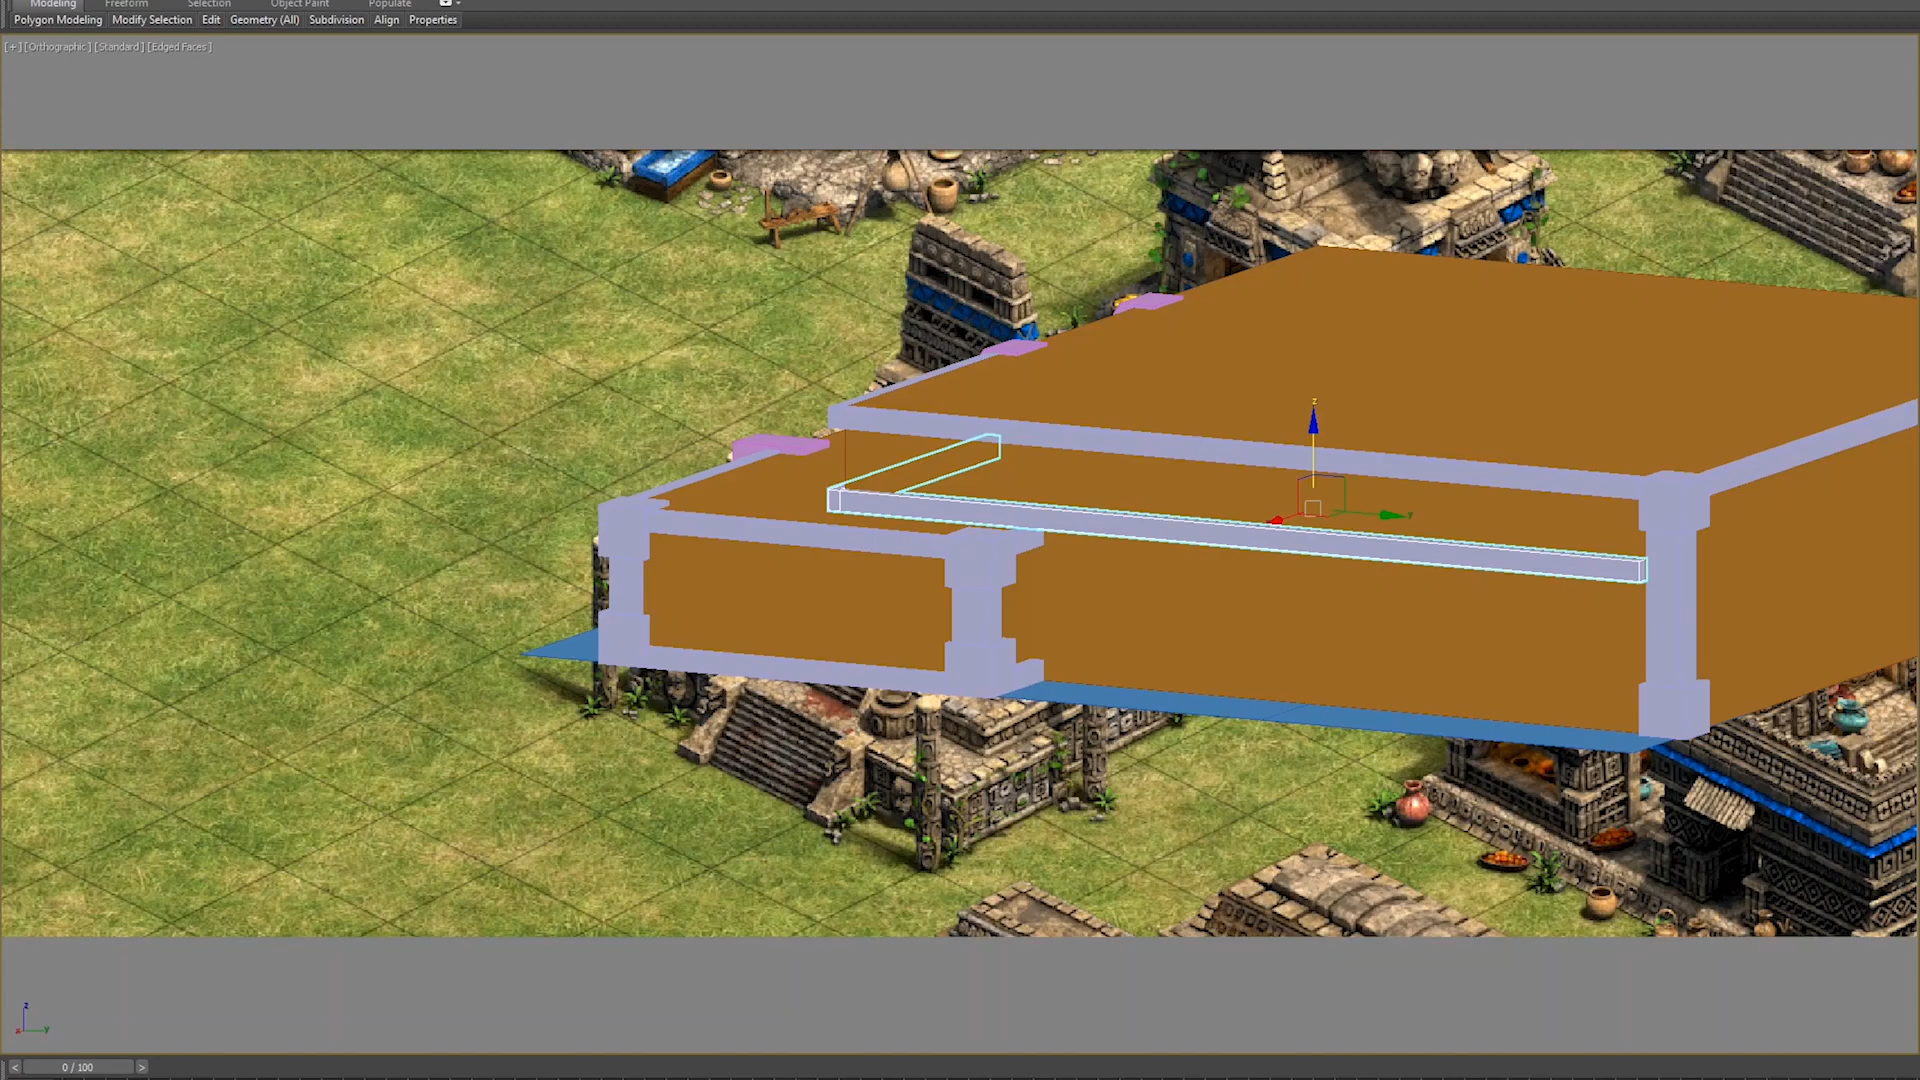 Modeling Freeform Selection Object Paint Populate
Polygon Modeling Modify Selection Edit Geometry (All) Subdivision Align Properties
[+] [Orthographic] [Standard] [Edged Faces]
z
y
z
x y
< 0 / 100 >